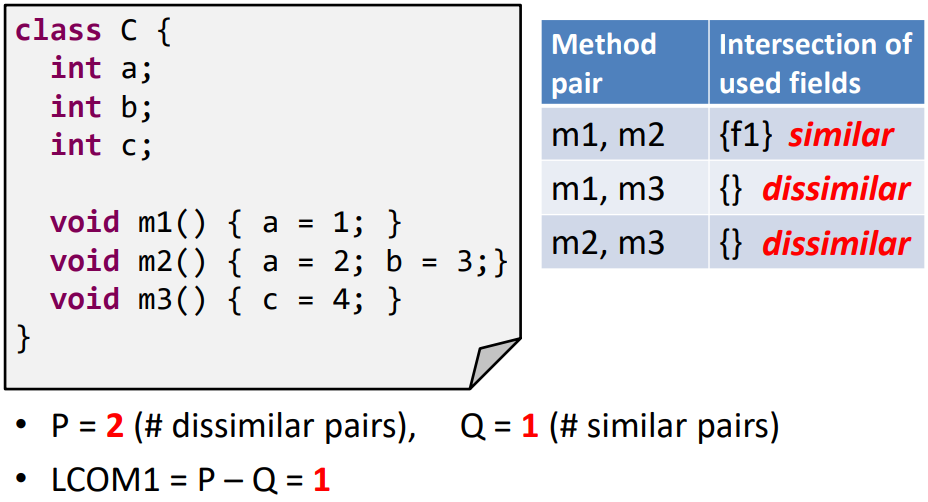 class C {
int a;
int b;
int c;
void m1() { a = 1; }
void m2() { a = 2; b = 3;}
void m3() { c = 4; }
}
Method pair Intersection of used fields
m1, m2 {f1} similar
m1, m3 {} dissimilar
m2, m3 {} dissimilar
• P = 2 (# dissimilar pairs), Q = 1 (# similar pairs)
• LCOM1 = P – Q = 1